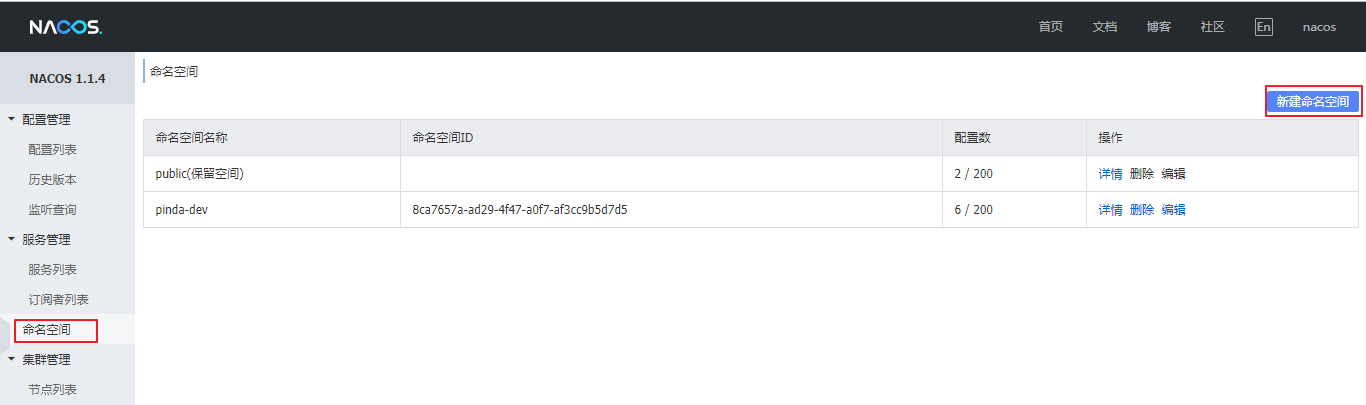 NACOS.
首页 文档 博客 社区 En nacos
NACOS 1.1.4
配置管理
配置列表
历史版本
监听查询
服务管理
服务列表
订阅者列表
命名空间
集群管理
节点列表
命名空间
新建命名空间
命名空间名称 命名空间ID 配置数 操作
public(保留空间) 2 / 200 详情 删除 编辑
pinda-dev 8ca7657a-ad29-4f47-a0f7-af3cc9b5d7d5 6 / 200 详情 删除 编辑